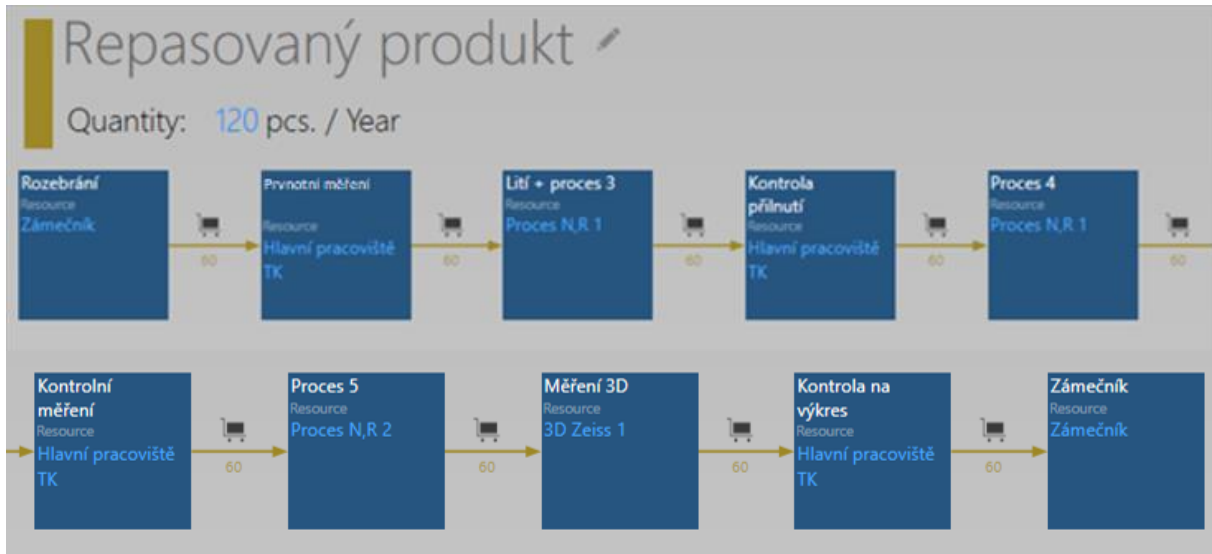 Repasovaný produkt
Quantity: 120 pcs. / Year
Rozebrání
Resource
Zámečník
60
Prvnotní měření
Resource
Hlavní pracoviště
TK
60
Lití + proces 3
Resource
Proces N,R 1
60
Kontrola
přilnutí
Resource
Hlavní pracoviště
TK
60
Proces 4
Resource
Proces N,R 1
60
Kontrolní
měření
Resource
Hlavní pracoviště
TK
60
Proces 5
Resource
Proces N,R 2
60
Měření 3D
Resource
3D Zeiss 1
60
Kontrola na
výkres
Resource
Hlavní pracoviště
TK
60
Zámečník
Resource
Zámečník